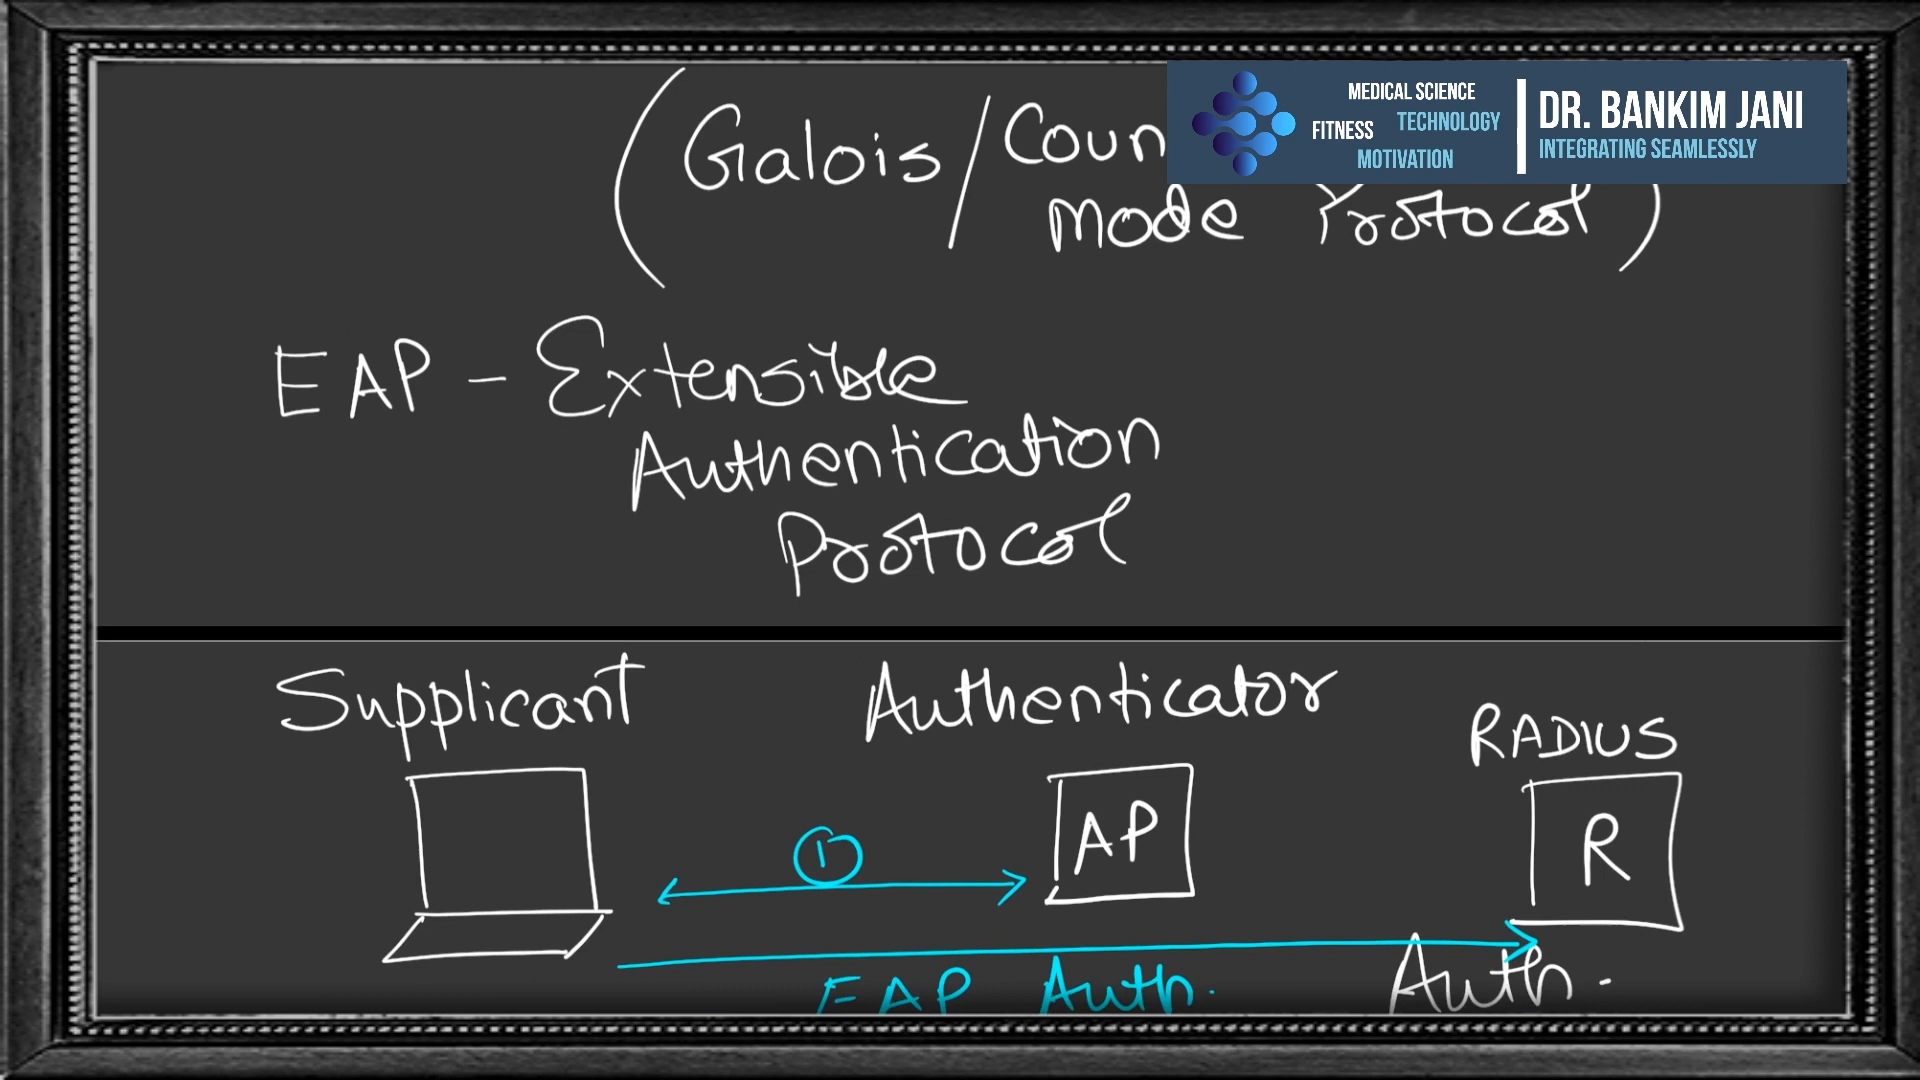 (Galois/Coun
mode Protocol)
MEDICAL SCIENCE
FITNESS TECHNOLOGY
MOTIVATION
DR. BANKIM JANI
INTEGRATING SEAMLESSLY
EAP - Extensible
Authentication
Protocol
Supplicant Authenticator
RADIUS
1 AP R
EAP Auth. Auth.